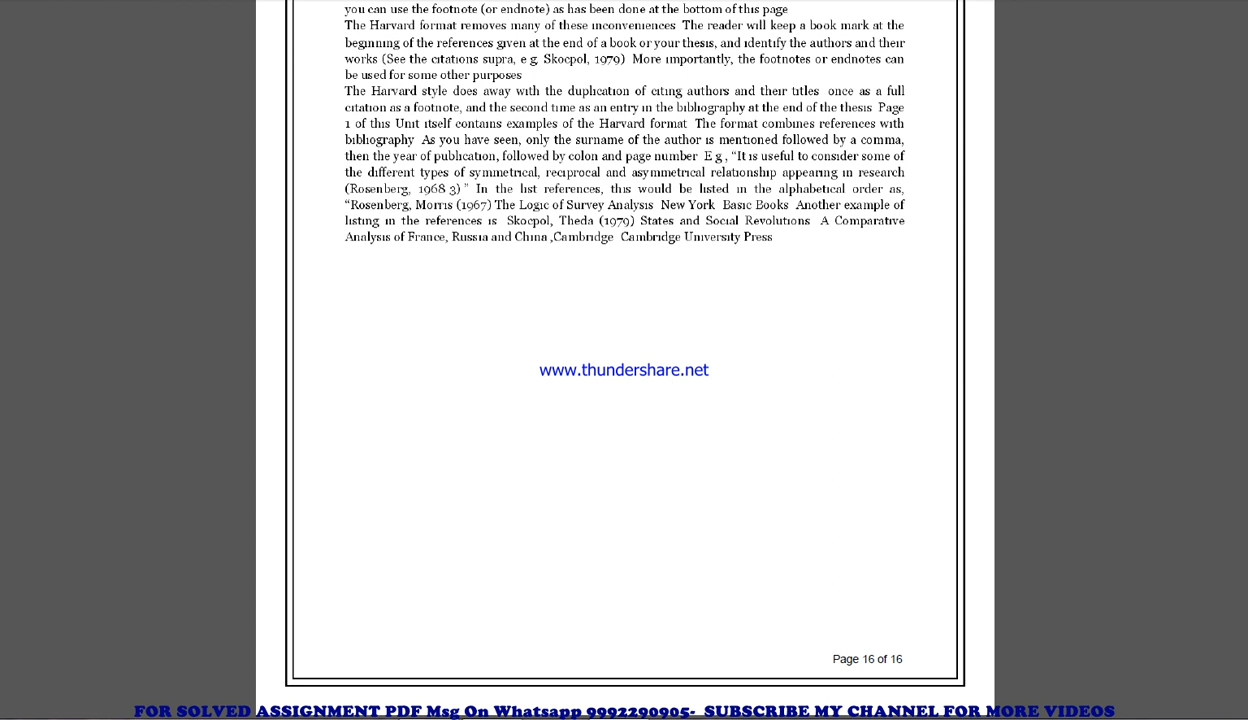 you can use the footnote (or endnote) as has been done at the bottom of this page
The Harvard format removes many of these inconveniences The reader will keep a book mark at the
beginning of the references given at the end of a book or your thesis, and identify the authors and their
works (See the citations supra, e g Skocpol, 1979) More importantly, the footnotes or endnotes can
be used for some other purposes
The Harvard style does away with the duplication of citing authors and their titles once as a full
citation as a footnote, and the second time as an entry in the bibliography at the end of the thesis Page
1 of this Unit itself contains examples of the Harvard format The format combines references with
bibliography As you have seen, only the surname of the author is mentioned followed by a comma,
then the year of publication, followed by colon and page number E g , “It is useful to consider some of
the different types of symmetrical, reciprocal and asymmetrical relationship appearing in research
(Rosenberg, 1968 3) ” In the list references, this would be listed in the alphabetical order as,
“Rosenberg, Morris (1967) The Logic of Survey Analysis New York Basic Books Another example of
listing in the references is Skocpol, Theda (1979) States and Social Revolutions A Comparative
Analysis of France, Russia and China ,Cambridge Cambridge University Press
www.thundershare.net
Page 16 of 16
FOR SOLVED ASSIGNMENT PDF Msg On Whatsapp 9992290905- SUBSCRIBE MY CHANNEL FOR MORE VIDEOS